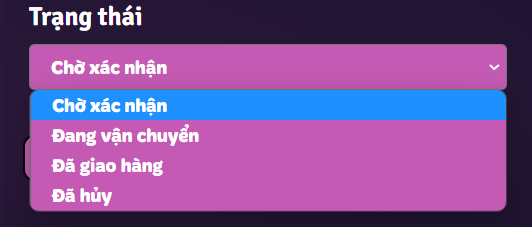 Trạng thái
Chờ xác nhận
Chờ xác nhận
Đang vận chuyển
Đã giao hàng
Đã hủy